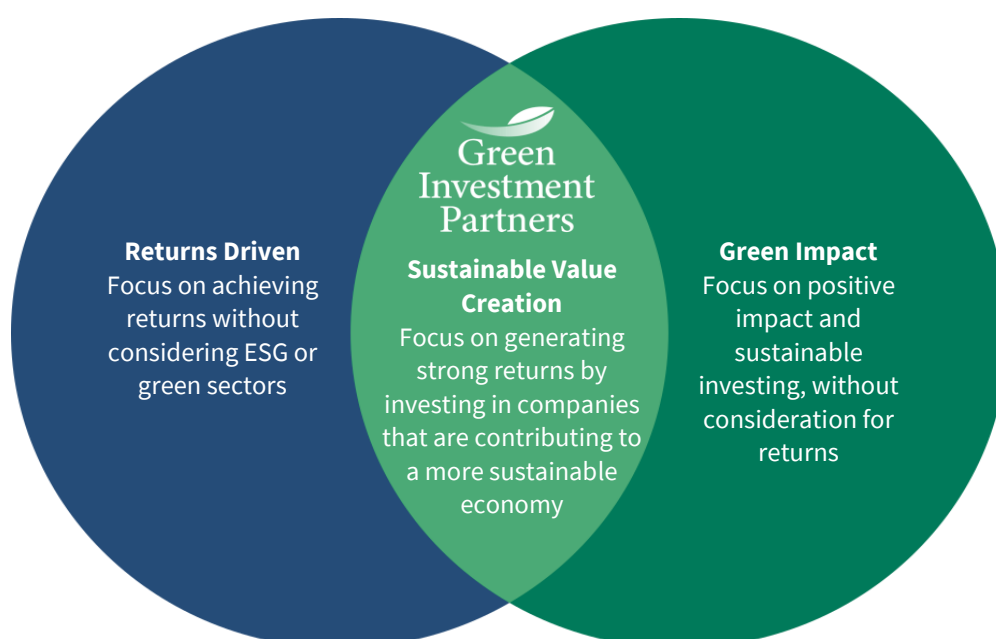 Returns Driven
Focus on achieving
returns without
considering ESG or
green sectors
Green
Investment
Partners
Sustainable Value
Creation
Focus on generating
strong returns by
investing in companies
that are contributing to
a more sustainable
economy
Green Impact
Focus on positive
impact and
sustainable
investing, without
consideration for
returns